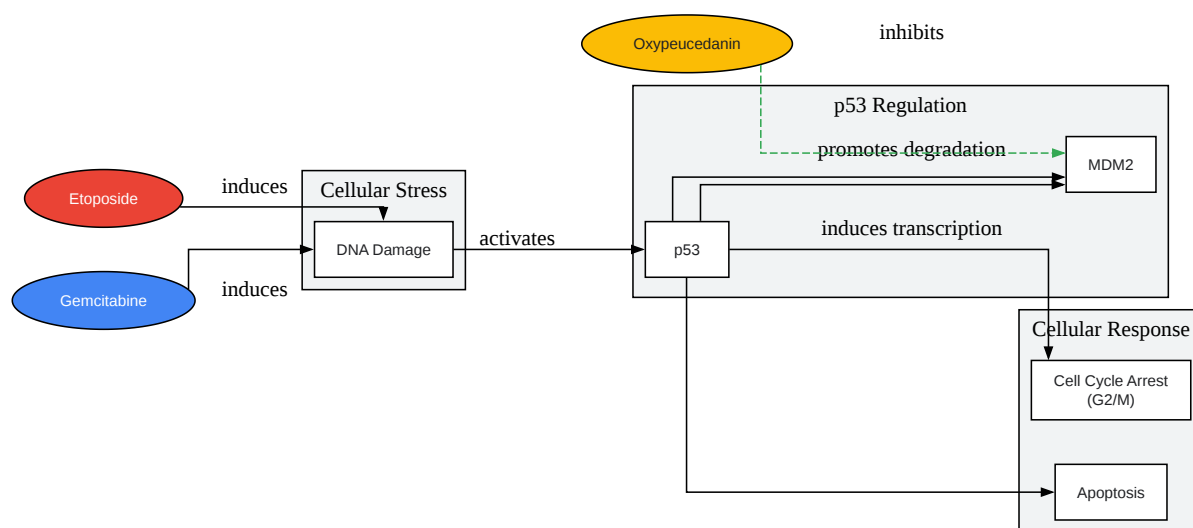 Oxypeucedanin
inhibits
p53 Regulation
promotes degradation
MDM2
Etoposide
induces
Cellular Stress
DNA Damage
activates
p53
induces transcription
Gemcitabine
induces
Cellular Response
Cell Cycle Arrest
(G2/M)
Apoptosis